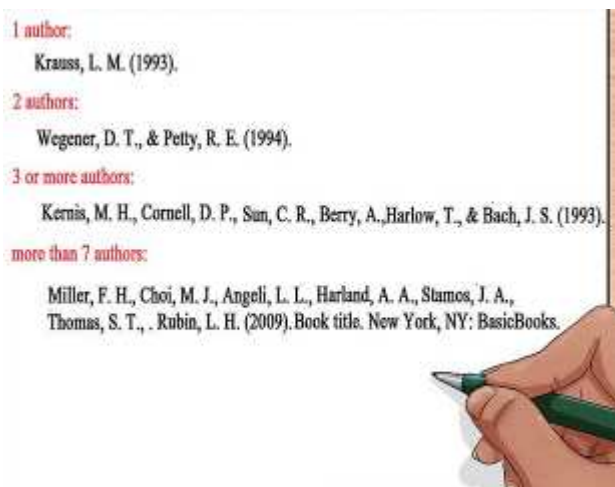 1 author:
Krauss, L. M. (1993).
2 authors:
Wegener, D. T., & Petty, R. E. (1994).
3 or more authors:
Kernis, M. H., Cornell, D. P., Sun, C. R., Berry, A.,Harlow, T., & Bach, J. S. (1993).
more than 7 authors:
Miller, F. H., Choi, M. J., Angeli, L. L., Harland, A. A., Stamos, J. A.,
Thomas, S. T., . Rubin, L. H. (2009).Book title. New York, NY: BasicBooks.